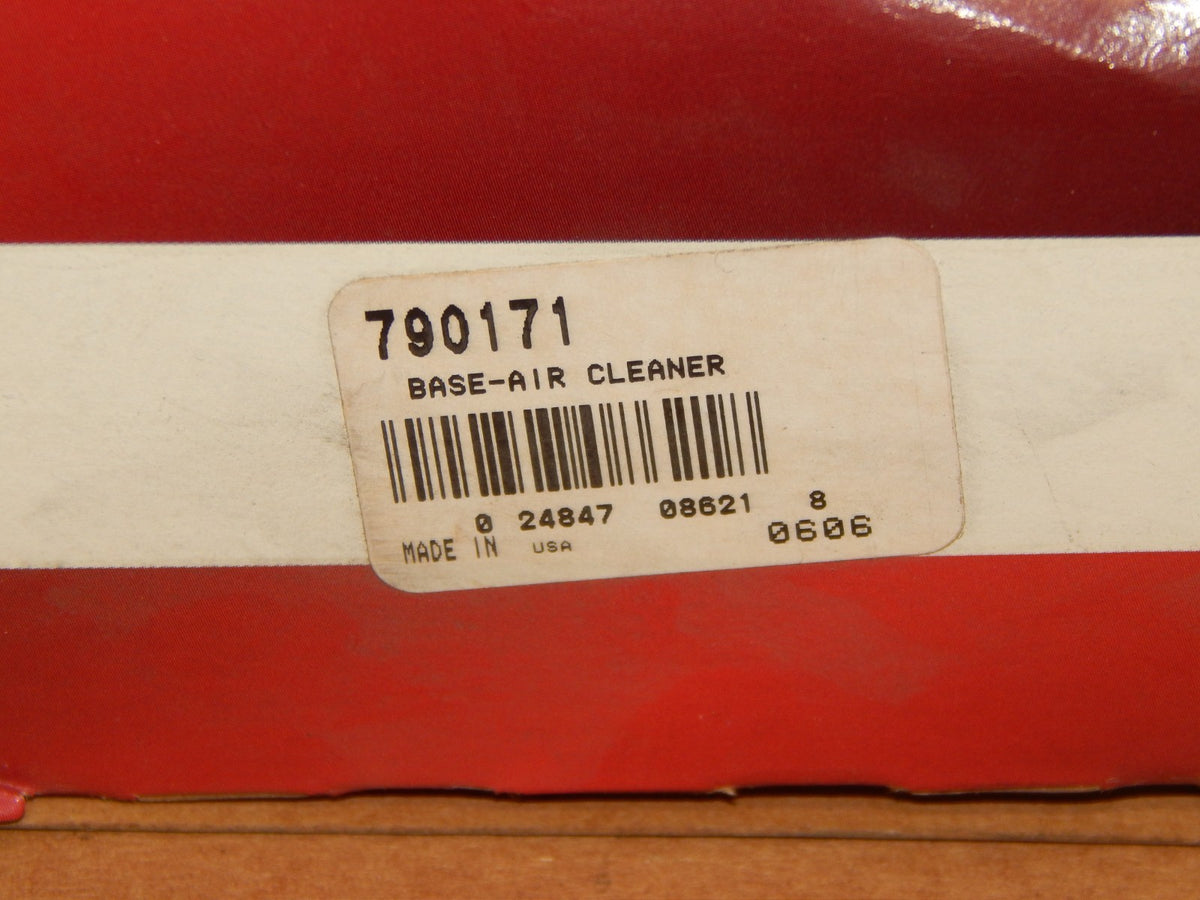 790171
BASE-AIR CLEANER
0 24847 08621 8
MADE IN USA 0606